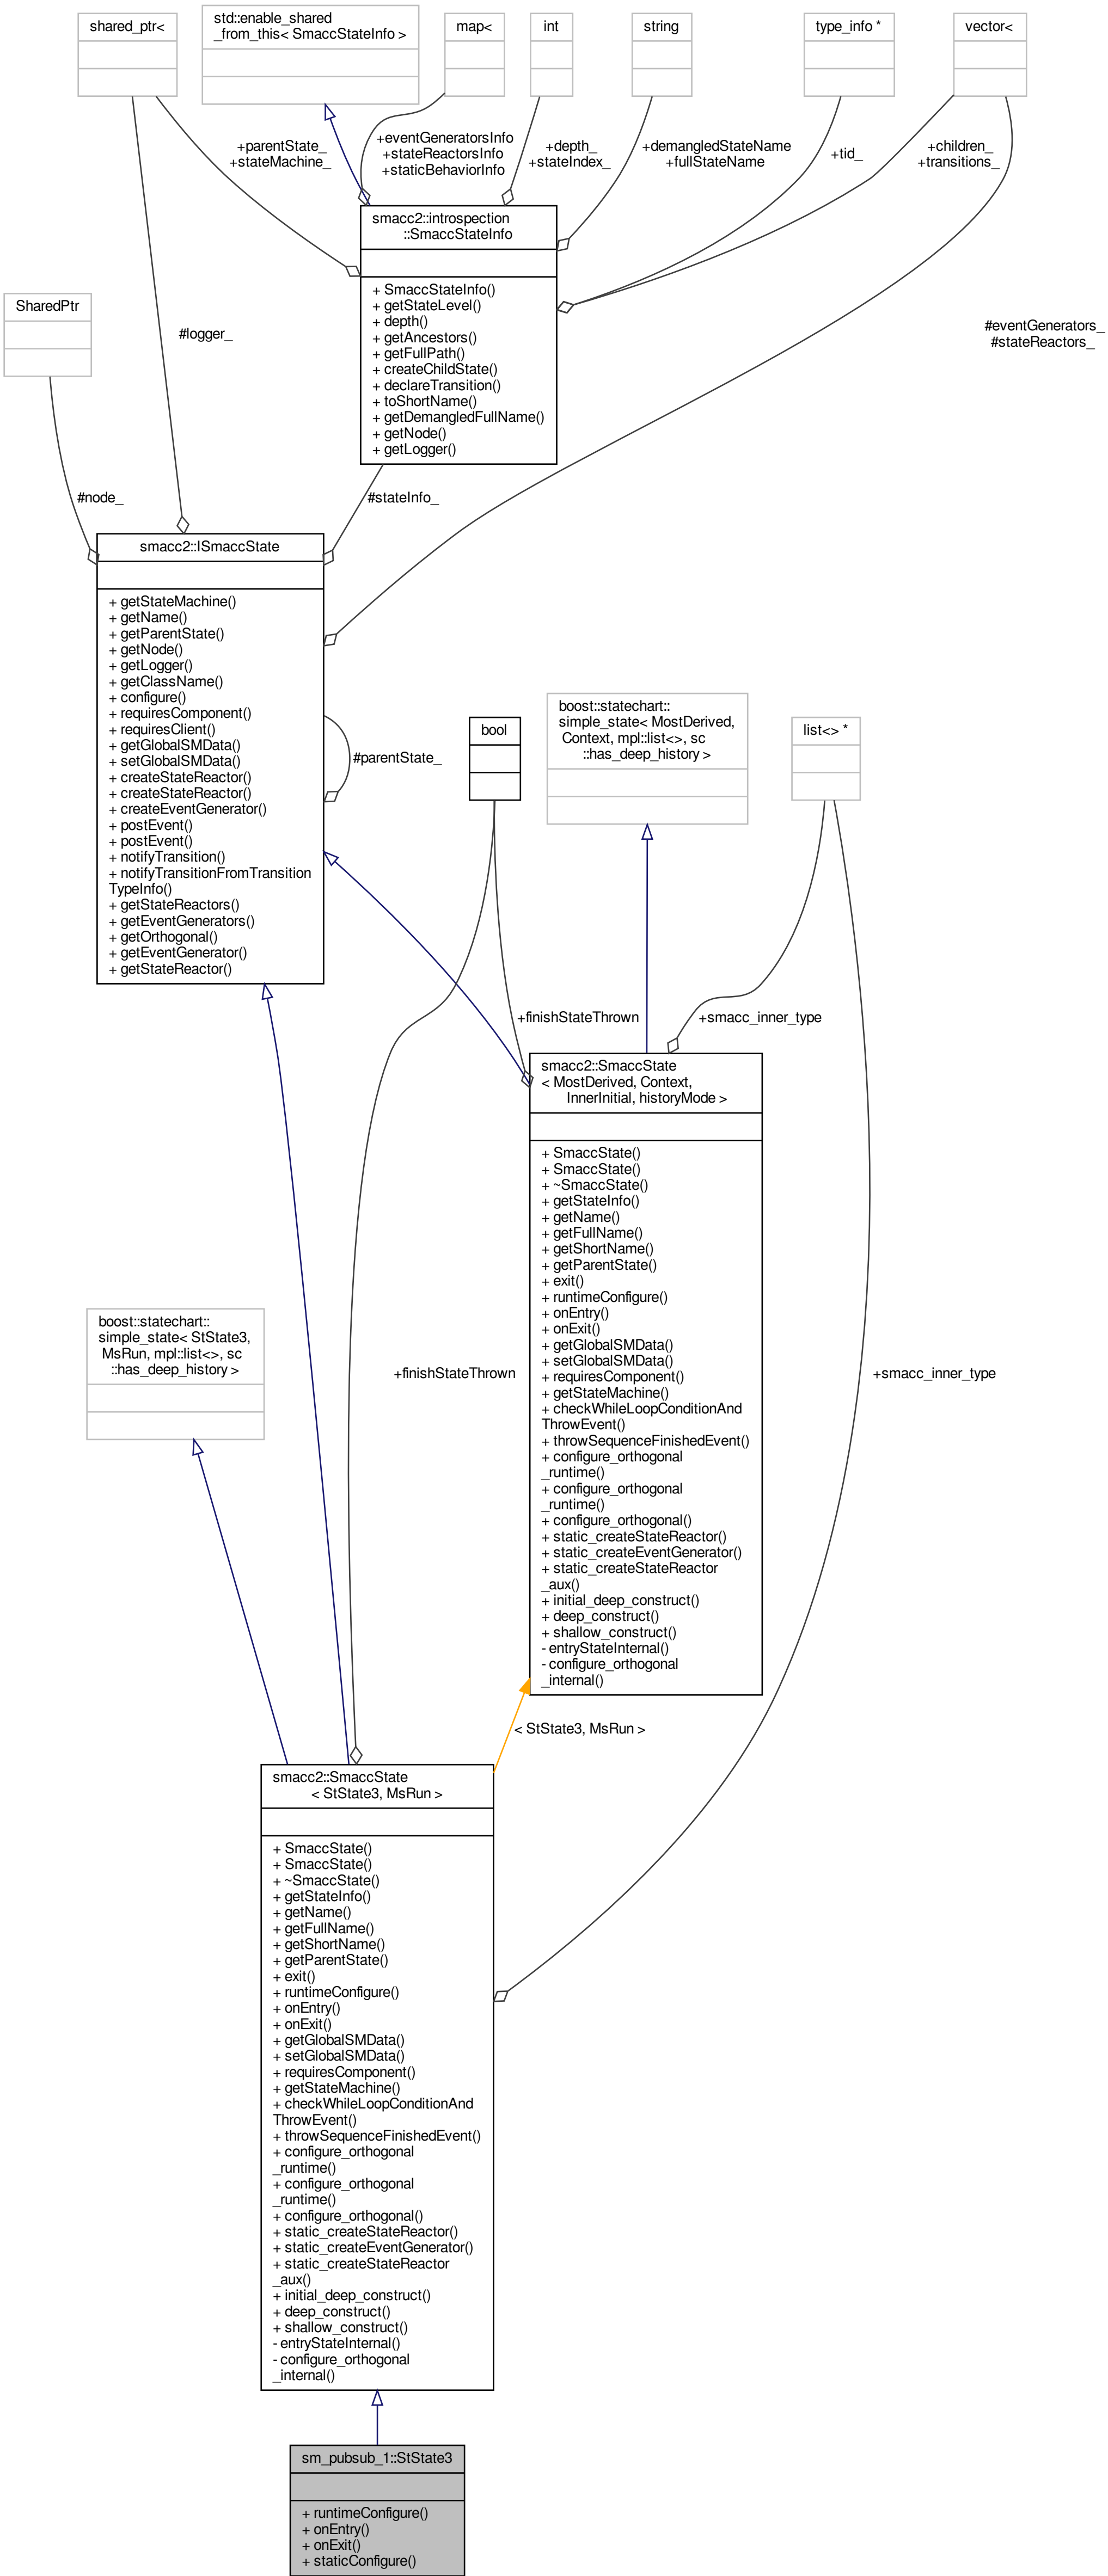 shared_ptr<
std::enable_shared
_from_this< SmaccStateInfo >
map<
int
string
type_info *
vector<
+parentState_
+stateMachine_
+eventGeneratorsInfo
+stateReactorsInfo
+staticBehaviorInfo
+depth_
+stateIndex_
+demangledStateName
+fullStateName
+tid_
+children_
+transitions_
smacc2::introspection
::SmaccStateInfo
+ SmaccStateInfo()
+ getStateLevel()
+ depth()
+ getAncestors()
+ getFullPath()
+ createChildState()
+ declareTransition()
+ toShortName()
+ getDemangledFullName()
+ getNode()
+ getLogger()
SharedPtr
#logger_
#eventGenerators_
#stateReactors_
#node_
#stateInfo_
smacc2::ISmaccState
+ getStateMachine()
+ getName()
+ getParentState()
+ getNode()
+ getLogger()
+ getClassName()
+ configure()
+ requiresComponent()
+ requiresClient()
+ getGlobalSMData()
+ setGlobalSMData()
+ createStateReactor()
+ createStateReactor()
+ createEventGenerator()
+ postEvent()
+ postEvent()
+ notifyTransition()
+ notifyTransitionFromTransition
TypeInfo()
+ getStateReactors()
+ getEventGenerators()
+ getOrthogonal()
+ getEventGenerator()
+ getStateReactor()
#parentState_
bool
boost::statechart::
simple_state< MostDerived,
Context, mpl::list<>, sc
::has_deep_history >
list<> *
+finishStateThrown
+smacc_inner_type
smacc2::SmaccState
< MostDerived, Context,
InnerInitial, historyMode >
+ SmaccState()
+ SmaccState()
+ ~SmaccState()
+ getStateInfo()
+ getName()
+ getFullName()
+ getShortName()
+ getParentState()
+ exit()
+ runtimeConfigure()
+ onEntry()
+ onExit()
+ getGlobalSMData()
+ setGlobalSMData()
+ requiresComponent()
+ getStateMachine()
+ checkWhileLoopConditionAnd
ThrowEvent()
+ throwSequenceFinishedEvent()
+ configure_orthogonal
_runtime()
+ configure_orthogonal
_runtime()
+ configure_orthogonal()
+ static_createStateReactor()
+ static_createEventGenerator()
+ static_createStateReactor
_aux()
+ initial_deep_construct()
+ deep_construct()
+ shallow_construct()
- entryStateInternal()
- configure_orthogonal
_internal()
boost::statechart::
simple_state< StState3,
MsRun, mpl::list<>, sc
::has_deep_history >
+finishStateThrown
+smacc_inner_type
< StState3, MsRun >
smacc2::SmaccState
< StState3, MsRun >
+ SmaccState()
+ SmaccState()
+ ~SmaccState()
+ getStateInfo()
+ getName()
+ getFullName()
+ getShortName()
+ getParentState()
+ exit()
+ runtimeConfigure()
+ onEntry()
+ onExit()
+ getGlobalSMData()
+ setGlobalSMData()
+ requiresComponent()
+ getStateMachine()
+ checkWhileLoopConditionAnd
ThrowEvent()
+ throwSequenceFinishedEvent()
+ configure_orthogonal
_runtime()
+ configure_orthogonal
_runtime()
+ configure_orthogonal()
+ static_createStateReactor()
+ static_createEventGenerator()
+ static_createStateReactor
_aux()
+ initial_deep_construct()
+ deep_construct()
+ shallow_construct()
- entryStateInternal()
- configure_orthogonal
_internal()
sm_pubsub_1::StState3
+ runtimeConfigure()
+ onEntry()
+ onExit()
+ staticConfigure()